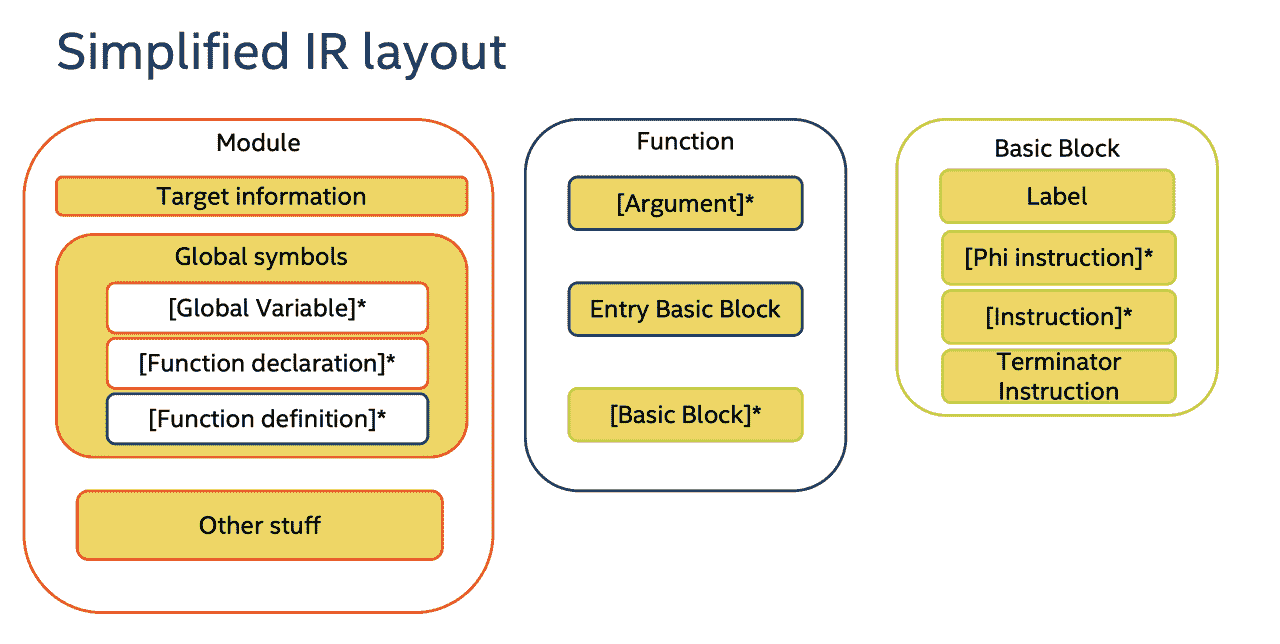 Simplified IR layout
Module
Target information
Global symbols
[Global Variable]*
[Function declaration]*
[Function definition]*
Other stuff
Function
[Argument]*
Entry Basic Block
[Basic Block]*
Basic Block
Label
[Phi instruction]*
[Instruction]*
Terminator
Instruction